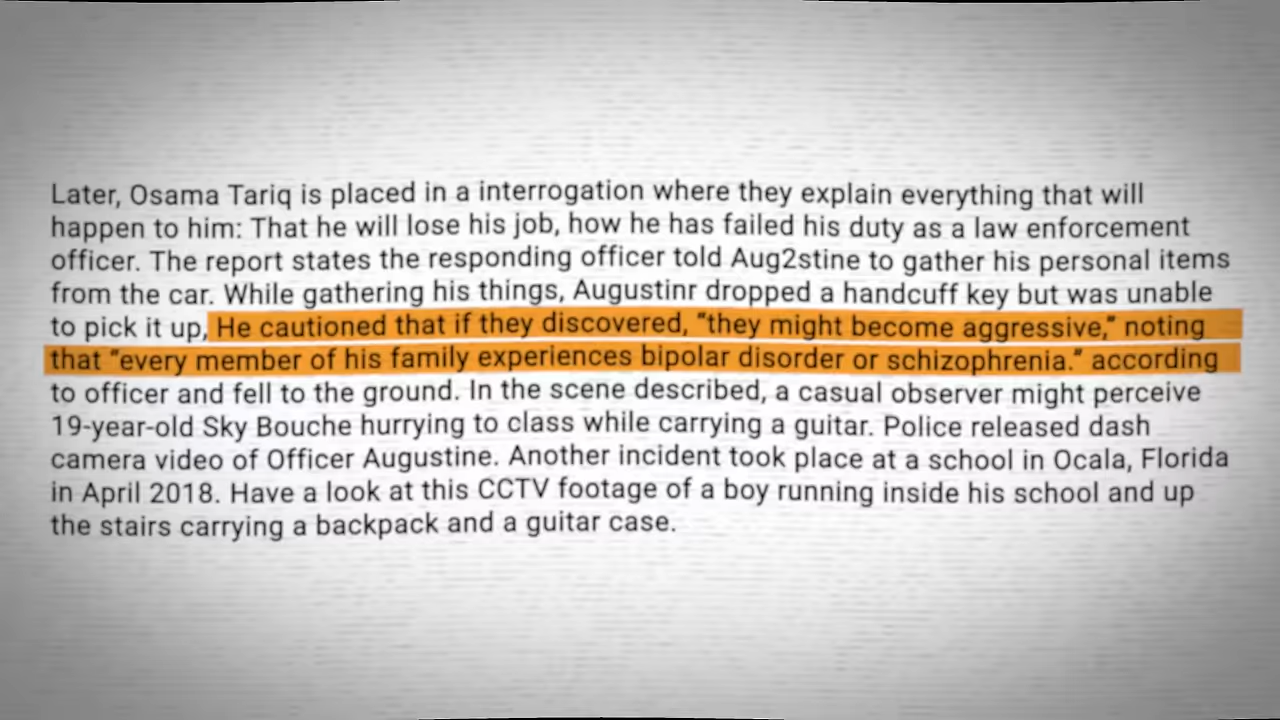 Later, Osama Tariq is placed in a interrogation where they explain everything that will
happen to him: That he will lose his job, how he has failed his duty as a law enforcement
officer. The report states the responding officer told Aug2stine to gather his personal items
from the car. While gathering his things, Augustinr dropped a handcuff key but was unable
to pick it up, He cautioned that if they discovered, “they might become aggressive,” noting
that “every member of his family experiences bipolar disorder or schizophrenia.” according
to officer and fell to the ground. In the scene described, a casual observer might perceive
19-year-old Sky Bouche hurrying to class while carrying a guitar. Police released dash
camera video of Officer Augustine. Another incident took place at a school in Ocala, Florida
in April 2018. Have a look at this CCTV footage of a boy running inside his school and up
the stairs carrying a backpack and a guitar case.